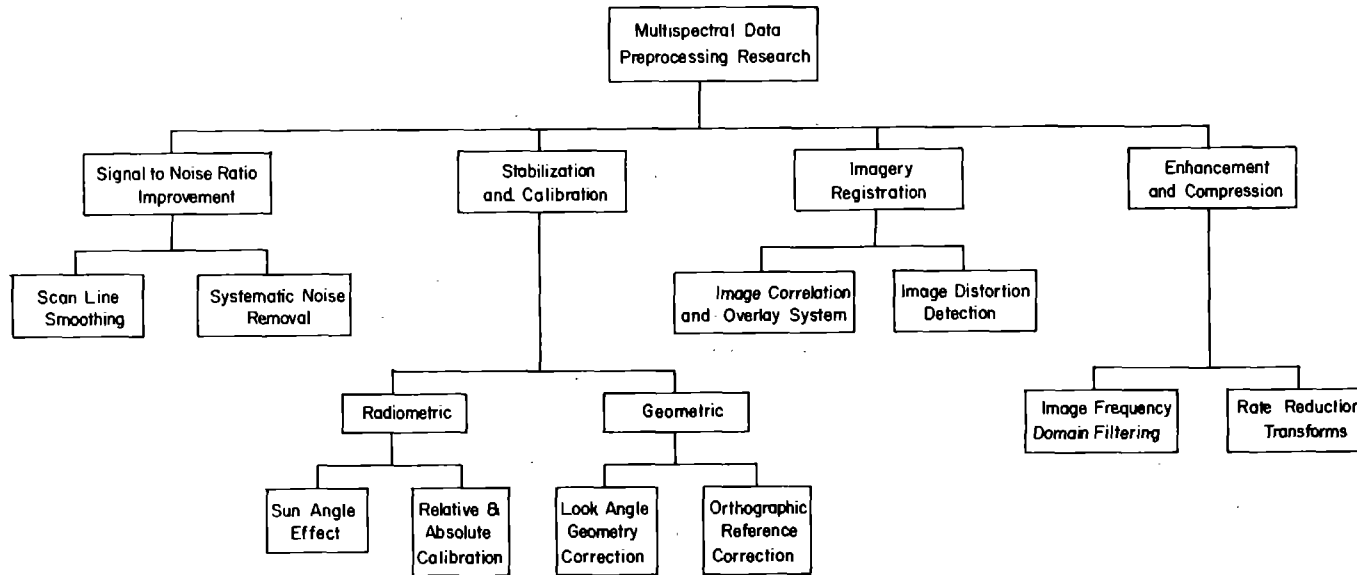 Multispectral Data
Preprocessing Research
Signal to Noise Ratio
Improvement
Stabilization
and Calibration
Imagery
Registration
Enhancement
and Compression
Scan Line
Smoothing
Systematic Noise
Removal
Image Correlation
and Overlay System
Image Distortion
Detection
Radiometric
Geometric
Image Frequency
Domain Filtering
Rate Reduction
Transforms
Sun Angle
Effect
Relative &
Absolute
Calibration
Look Angle
Geometry
Correction
Orthographic
Reference
Correction